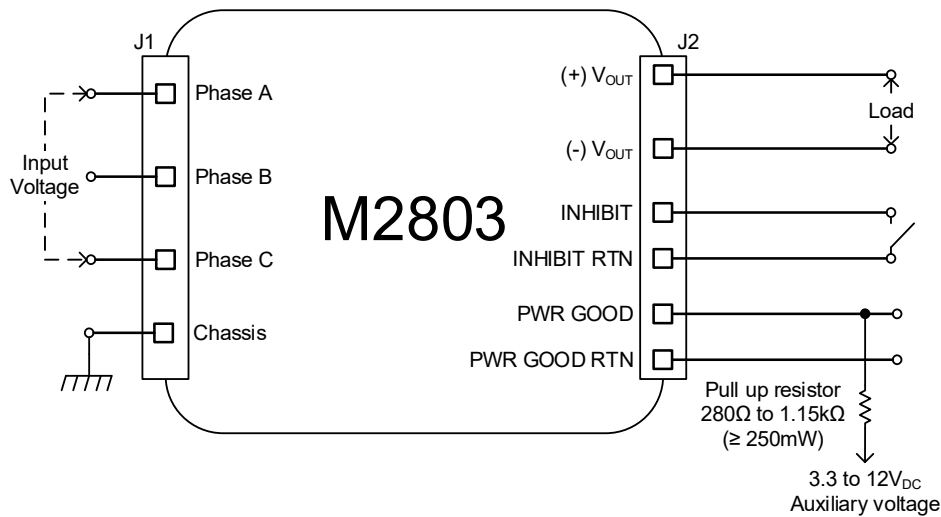 J1
J2
Phase A
Phase B
Phase C
Chassis
Input
Voltage
M2803
(+) VOUT
(-) VOUT
INHIBIT
INHIBIT RTN
PWR GOOD
PWR GOOD RTN
Load
Pull up resistor
280Ω to 1.15kΩ
(≥ 250mW)
3.3 to 12VDC
Auxiliary voltage